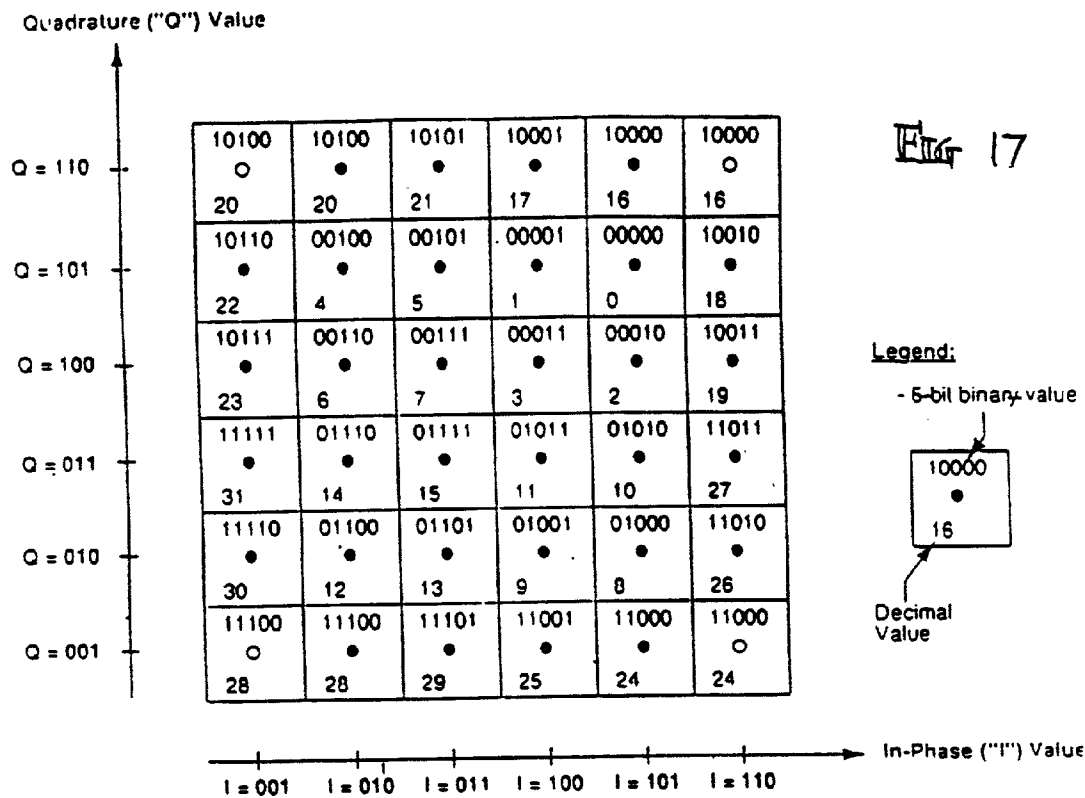 Quadrature ("Q") Value
Fig 17
10100 10100 10101 10001 10000 10000
Q = 110
20 20 21 17 16 16
10110 00100 00101 00001 00000 10010
Q = 101
22 4 5 1 0 18
10111 00110 00111 00011 00010 10011
Q = 100
23 6 7 3 2 19
Legend:
- 5-bit binary value
10000
16
Decimal
Value
11111 01110 01111 01011 01010 11011
Q = 011
31 14 15 11 10 27
11110 01100 01101 01001 01000 11010
Q = 010
30 12 13 9 8 26
11100 11100 11101 11001 11000 11000
Q = 001
28 28 29 25 24 24
In-Phase ("I") Value
I = 001 I = 010 I = 011 I = 100 I = 101 I = 110